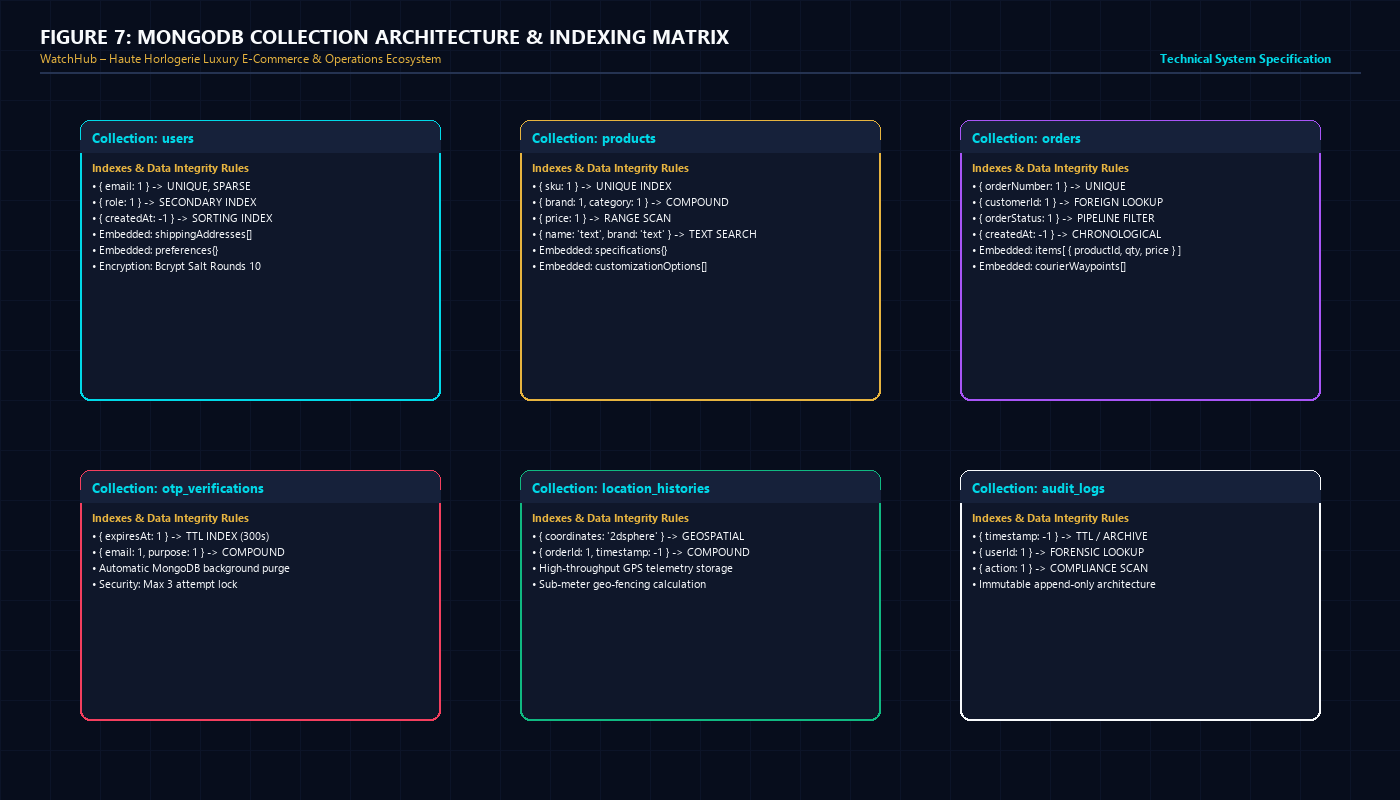 FIGURE 7: MONGODB COLLECTION ARCHITECTURE & INDEXING MATRIX
WatchHub – Haute Horlogerie Luxury E-Commerce & Operations Ecosystem
Technical System Specification
Collection: users
Indexes & Data Integrity Rules
• { email: 1 } -> UNIQUE, SPARSE
• { role: 1 } -> SECONDARY INDEX
• { createdAt: -1 } -> SORTING INDEX
• Embedded: shippingAddresses[]
• Embedded: preferences{}
• Encryption: Bcrypt Salt Rounds 10
Collection: products
Indexes & Data Integrity Rules
• { sku: 1 } -> UNIQUE INDEX
• { brand: 1, category: 1 } -> COMPOUND
• { price: 1 } -> RANGE SCAN
• { name: 'text', brand: 'text' } -> TEXT SEARCH
• Embedded: specifications{}
• Embedded: customizationOptions[]
Collection: orders
Indexes & Data Integrity Rules
• { orderNumber: 1 } -> UNIQUE
• { customerId: 1 } -> FOREIGN LOOKUP
• { orderStatus: 1 } -> PIPELINE FILTER
• { createdAt: -1 } -> CHRONOLOGICAL
• Embedded: items[ { productId, qty, price } ]
• Embedded: courierWaypoints[]
Collection: otp_verifications
Indexes & Data Integrity Rules
• { expiresAt: 1 } -> TTL INDEX (300s)
• { email: 1, purpose: 1 } -> COMPOUND
• Automatic MongoDB background purge
• Security: Max 3 attempt lock
Collection: location_histories
Indexes & Data Integrity Rules
• { coordinates: '2dsphere' } -> GEOSPATIAL
• { orderId: 1, timestamp: -1 } -> COMPOUND
• High-throughput GPS telemetry storage
• Sub-meter geo-fencing calculation
Collection: audit_logs
Indexes & Data Integrity Rules
• { timestamp: -1 } -> TTL / ARCHIVE
• { userId: 1 } -> FORENSIC LOOKUP
• { action: 1 } -> COMPLIANCE SCAN
• Immutable append-only architecture